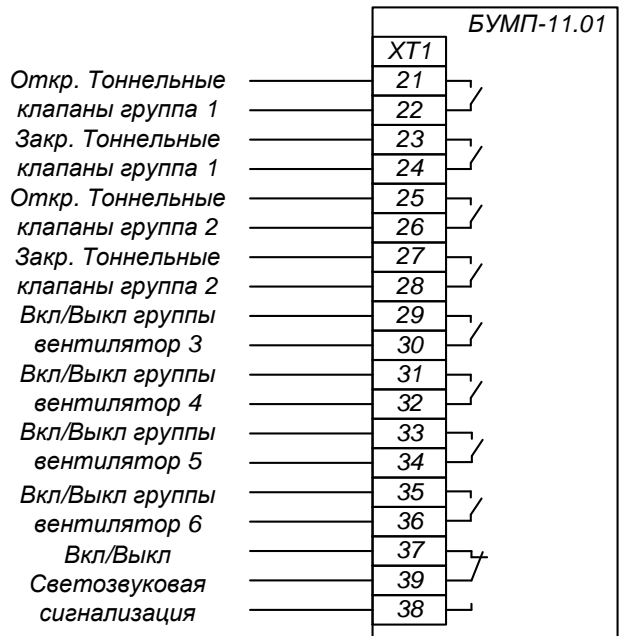 БУМП-11.01
XT1
Откр. Тоннельные 21
клапаны группа 1 22
Закр. Тоннельные 23
клапаны группа 1 24
Откр. Тоннельные 25
клапаны группа 2 26
Закр. Тоннельные 27
клапаны группа 2 28
Вкл/Выкл группы 29
вентилятор 3 30
Вкл/Выкл группы 31
вентилятор 4 32
Вкл/Выкл группы 33
вентилятор 5 34
Вкл/Выкл группы 35
вентилятор 6 36
Вкл/Выкл 37
Светозвуковая 39
сигнализация 38